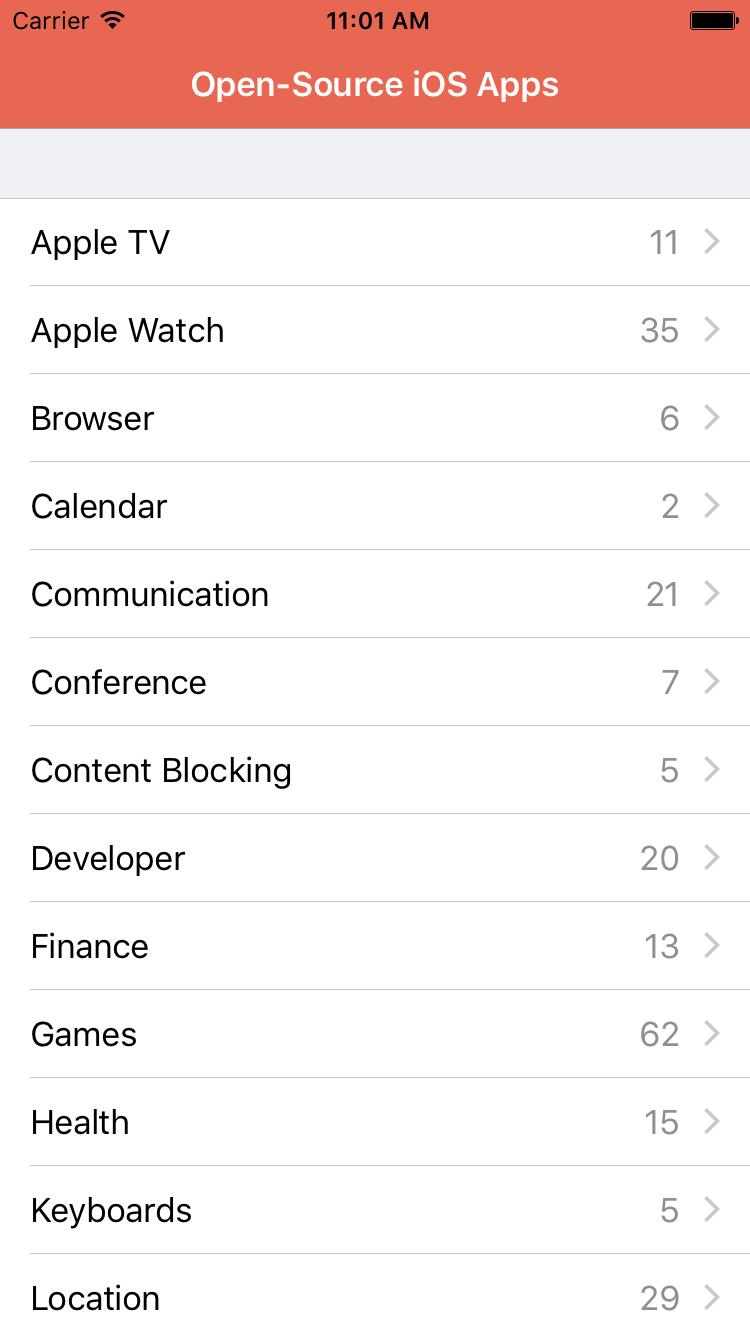 Carrier 11:01 AM
Open-Source iOS Apps
Apple TV 11
Apple Watch 35
Browser 6
Calendar 2
Communication 21
Conference 7
Content Blocking 5
Developer 20
Finance 13
Games 62
Health 15
Keyboards 5
Location 29